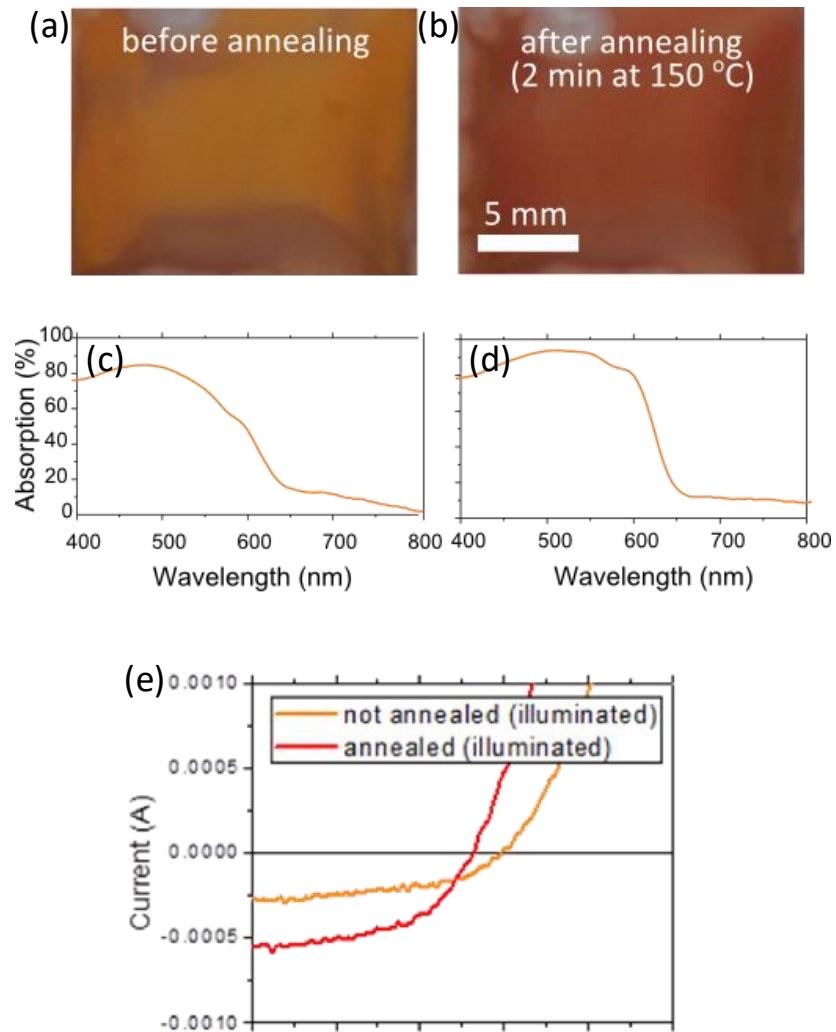 (a)
before annealing
(b)
after annealing
(2 min at 150 °C)
5 mm
Absorption (%)
100
80
60
40
20
0
(c)
400 500 600 700 800
Wavelength (nm)
(d)
400 500 600 700 800
Wavelength (nm)
(e)
Current (A)
0.0010
0.0005
0.0000
-0.0005
-0.0010
not annealed (illuminated)
annealed (illuminated)